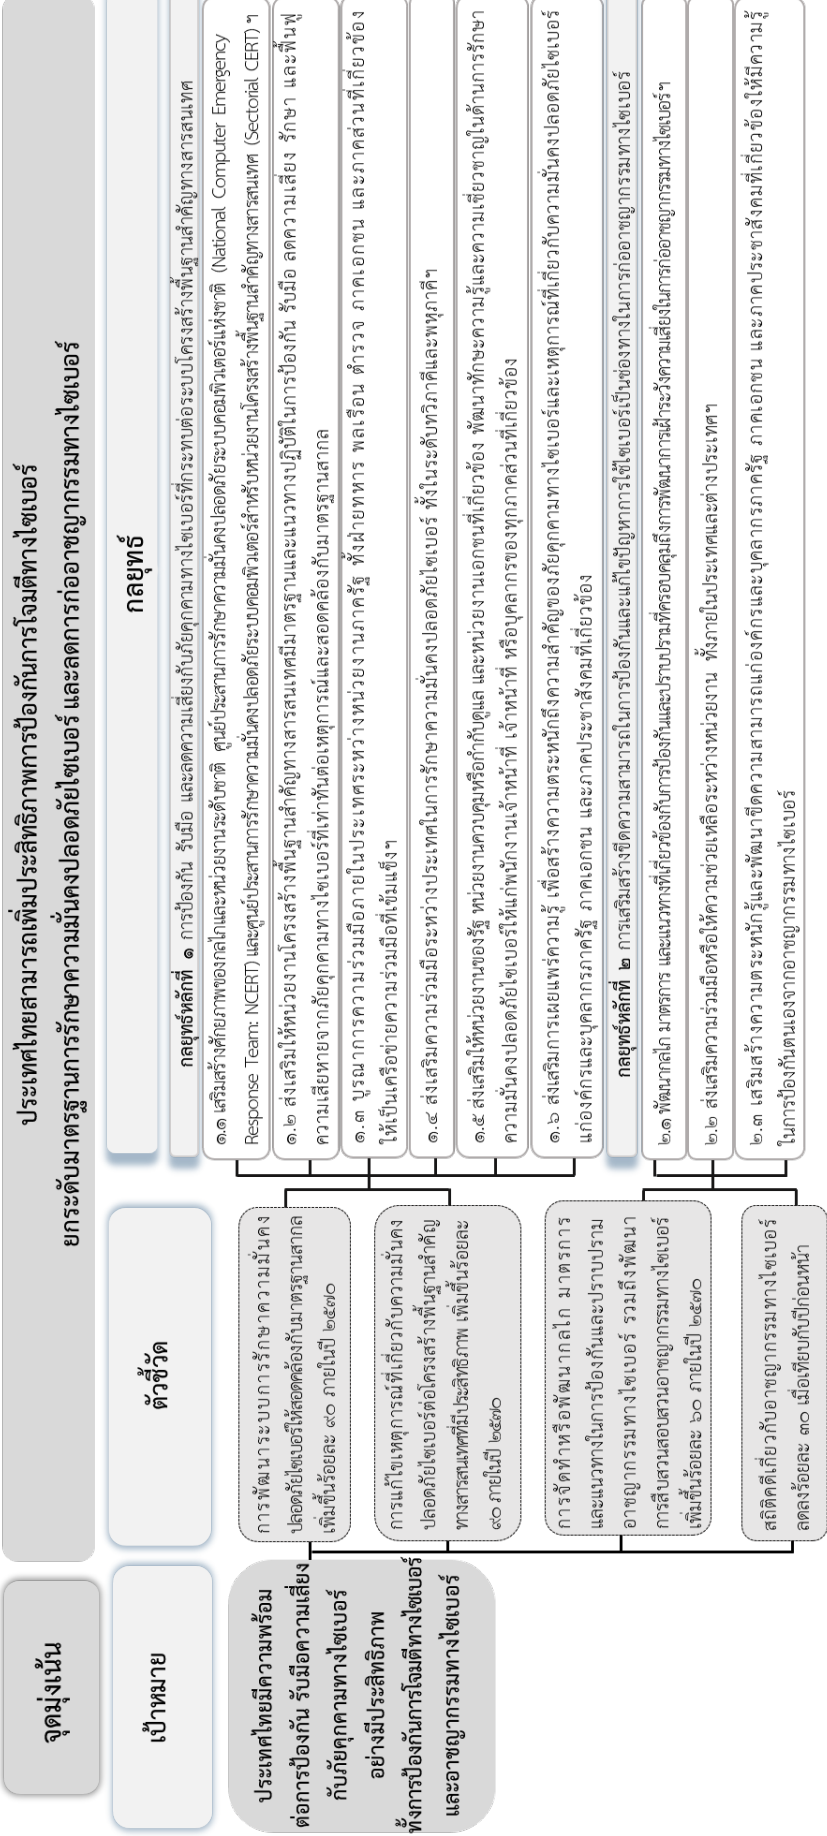 จุดมุ่งเน้น
ประเทศไทยสามารถเพิ่มประสิทธิภาพการป้องกันการโจมตีทางไซเบอร์
ยกระดับมาตรฐานการรักษาความมั่นคงปลอดภัยไซเบอร์ และลดการก่ออาชญากรรมทางไซเบอร์
เป้าหมาย
ตัวชี้วัด
กลยุทธ์
ประเทศไทยมีความพร้อม
ต่อการป้องกัน รับมือความเสี่ยง
กับภัยคุกคามทางไซเบอร์
อย่างมีประสิทธิภาพ
ทั้งการป้องกันการโจมตีทางไซเบอร์
และอาชญากรรมทางไซเบอร์
การพัฒนาระบบการรักษาความมั่นคง
ปลอดภัยไซเบอร์ให้สอดคล้องกับมาตรฐานสากล
เพิ่มขึ้นร้อยละ ๙๐ ภายในปี ๒๕๗๐
การแก้ไขเหตุการณ์ที่เกี่ยวกับความมั่นคง
ปลอดภัยไซเบอร์ต่อโครงสร้างพื้นฐานสำคัญ
ทางสารสนเทศที่มีประสิทธิภาพ เพิ่มขึ้นร้อยละ
๙๐ ภายในปี ๒๕๗๐
การจัดทำหรือพัฒนากลไก มาตรการ
และแนวทางในการป้องกันและปราบปราม
อาชญากรรมทางไซเบอร์ รวมถึงพัฒนา
การสืบสวนสอบสวนอาชญากรรมทางไซเบอร์
เพิ่มขึ้นร้อยละ ๖๐ ภายในปี ๒๕๗๐
สถิติคดีเกี่ยวกับอาชญากรรมทางไซเบอร์
ลดลงร้อยละ ๓๐ เมื่อเทียบกับปีก่อนหน้า
กลยุทธ์หลักที่ ๑ การป้องกัน รับมือ และลดความเสี่ยงกับภัยคุกคามทางไซเบอร์ที่กระทบต่อระบบโครงสร้างพื้นฐานสำคัญทางสารสนเทศ
๑.๑ เสริมสร้างศักยภาพของกลไกและหน่วยงานระดับชาติ ศูนย์ประสานการรักษาความมั่นคงปลอดภัยระบบคอมพิวเตอร์แห่งชาติ (National Computer Emergency
Response Team: NCERT) และศูนย์ประสานการรักษาความมั่นคงปลอดภัยระบบคอมพิวเตอร์สำหรับหน่วยงานโครงสร้างพื้นฐานสำคัญทางสารสนเทศ (Sectorial CERT) ฯ
๑.๒ ส่งเสริมให้หน่วยงานโครงสร้างพื้นฐานสำคัญทางสารสนเทศมีมาตรฐานและแนวทางปฏิบัติในการป้องกัน รับมือ ลดความเสี่ยง รักษา และฟื้นฟู
ความเสียหายจากภัยคุกคามทางไซเบอร์ที่เท่าทันต่อเหตุการณ์และสอดคล้องกับมาตรฐานสากล
๑.๓ บูรณาการความร่วมมือภายในประเทศระหว่างหน่วยงานภาครัฐ ทั้งฝ่ายทหาร พลเรือน ตำรวจ ภาคเอกชน และภาคส่วนที่เกี่ยวข้อง
ให้เป็นเครือข่ายความร่วมมือที่เข้มแข็งฯ
๑.๔ ส่งเสริมความร่วมมือระหว่างประเทศในการรักษาความมั่นคงปลอดภัยไซเบอร์ ทั้งในระดับทวิภาคีและพหุภาคีฯ
๑.๕ ส่งเสริมให้หน่วยงานของรัฐ หน่วยงานควบคุมหรือกำกับดูแล และหน่วยงานเอกชนที่เกี่ยวข้อง พัฒนาทักษะความรู้และความเชี่ยวชาญในด้านการรักษา
ความมั่นคงปลอดภัยไซเบอร์ให้แก่พนักงานเจ้าหน้าที่ เจ้าหน้าที่ หรือบุคลากรของทุกภาคส่วนที่เกี่ยวข้อง
๑.๖ ส่งเสริมการเผยแพร่ความรู้ เพื่อสร้างความตระหนักถึงความสำคัญของภัยคุกคามทางไซเบอร์และเหตุการณ์ที่เกี่ยวกับความมั่นคงปลอดภัยไซเบอร์
แก่องค์กรและบุคลากรภาครัฐ ภาคเอกชน และภาคประชาสังคมที่เกี่ยวข้อง
กลยุทธ์หลักที่ ๒ การเสริมสร้างขีดความสามารถในการป้องกันและแก้ไขปัญหาการใช้ไซเบอร์เป็นช่องทางในการก่ออาชญากรรมทางไซเบอร์
๒.๑ พัฒนากลไก มาตรการ และแนวทางที่เกี่ยวข้องกับการป้องกันและปราบปรามที่ครอบคลุมถึงการพัฒนาการเฝ้าระวังความเสี่ยงในการก่ออาชญากรรมทางไซเบอร์ฯ
๒.๒ ส่งเสริมความร่วมมือหรือให้ความช่วยเหลือระหว่างหน่วยงาน ทั้งภายในประเทศและต่างประเทศฯ
๒.๓ เสริมสร้างความตระหนักรู้และพัฒนาขีดความสามารถแก่องค์กรและบุคลากรภาครัฐ ภาคเอกชน และภาคประชาสังคมที่เกี่ยวข้องให้มีความรู้
ในการป้องกันตนเองจากอาชญากรรมทางไซเบอร์